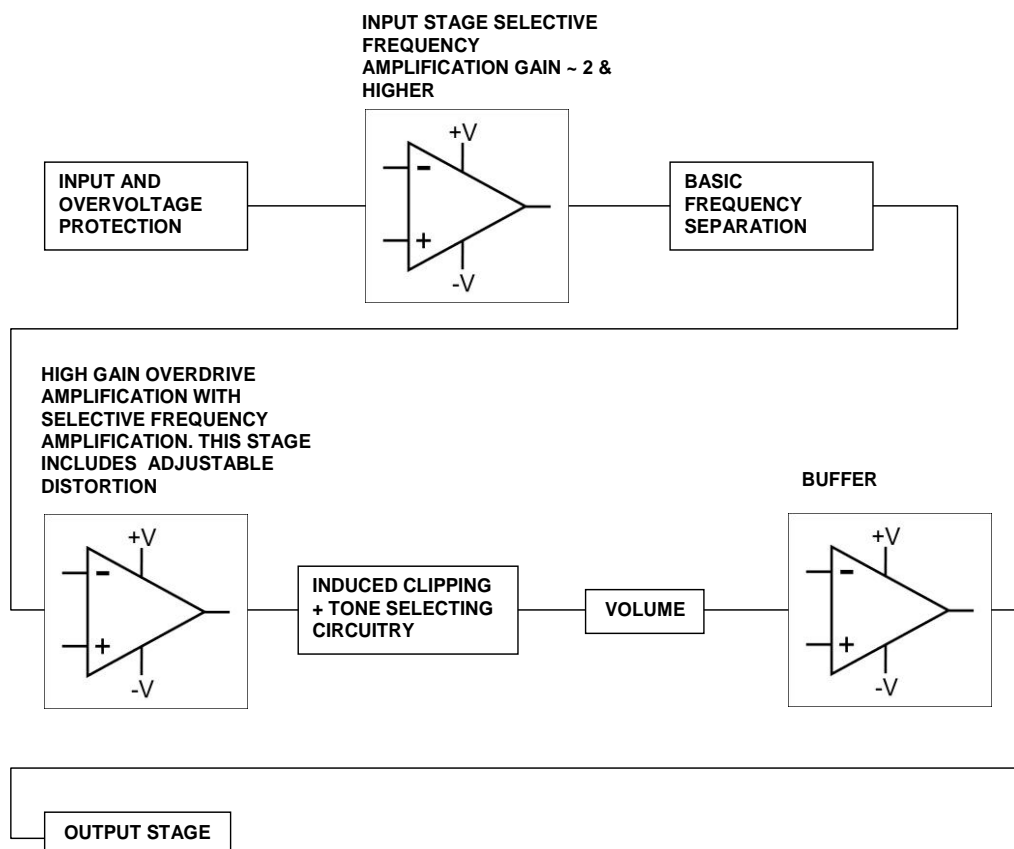 INPUT STAGE SELECTIVE
FREQUENCY
AMPLIFICATION GAIN ~ 2 &
HIGHER
+V
-
+
-V
INPUT AND
OVERVOLTAGE
PROTECTION
BASIC
FREQUENCY
SEPARATION
HIGH GAIN OVERDRIVE
AMPLIFICATION WITH
SELECTIVE FREQUENCY
AMPLIFICATION. THIS STAGE
INCLUDES ADJUSTABLE
DISTORTION
+V
-
+
-V
INDUCED CLIPPING
+ TONE SELECTING
CIRCUITRY
VOLUME
BUFFER
+V
-
+
-V
OUTPUT STAGE